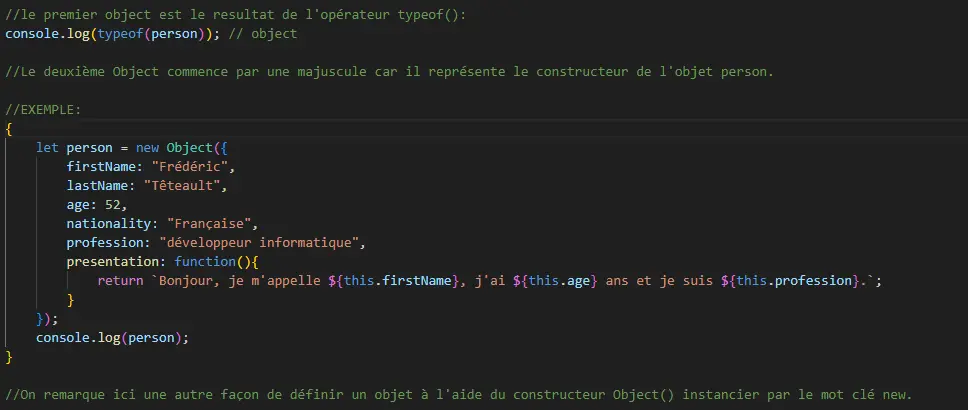 //le premier object est le resultat de l'opérateur typeof():
console.log(typeof(person)); // object
//Le deuxième Object commence par une majuscule car il représente le constructeur de l'objet person.
//EXEMPLE:
{
let person = new Object({
firstName: "Frédéric",
lastName: "Têteault",
age: 52,
nationality: "Française",
profession: "développeur informatique",
presentation: function(){
return `Bonjour, je m'appelle ${this.firstName}, j'ai ${this.age} ans et je suis ${this.profession}.`;
}
});
console.log(person);
}
//On remarque ici une autre façon de définir un objet à l'aide du constructeur Object() instancier par le mot clé new.